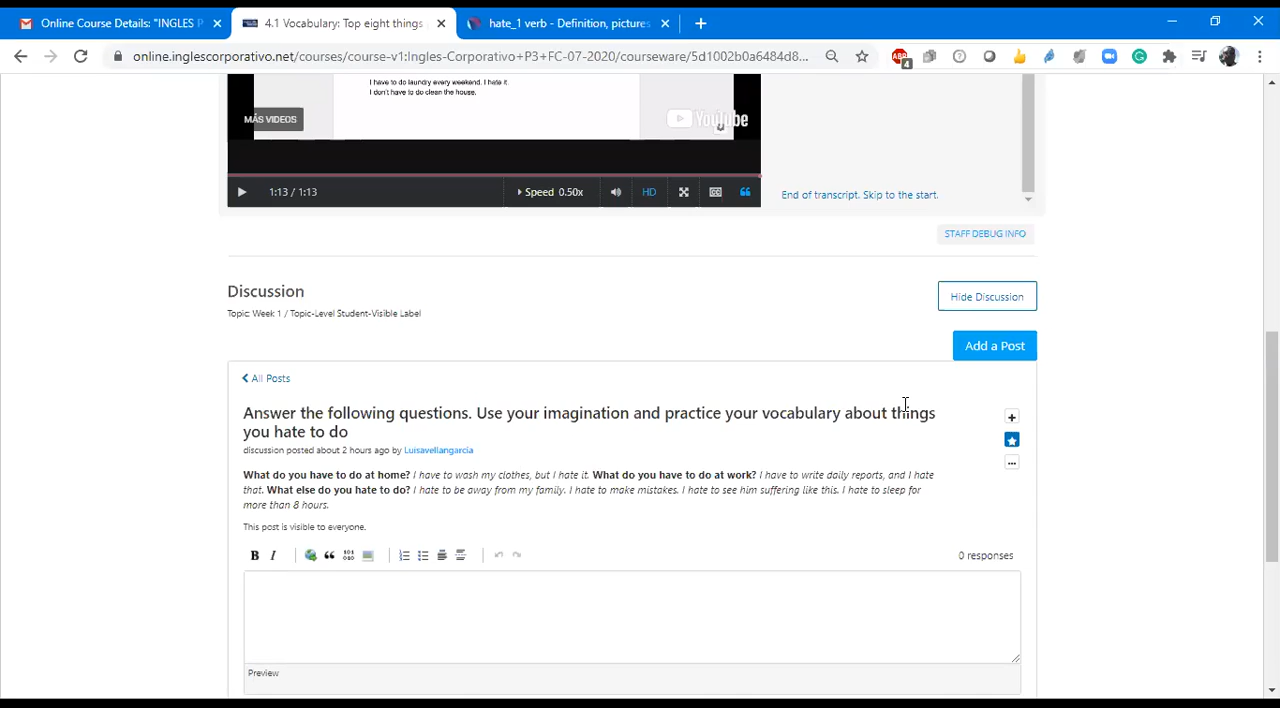 Online Course Details: "INGLES P
4.1 Vocabulary: Top eight things
hate_1 verb - Definition, pictures
online.inglescorporativo.net/courses/course-v1:Ingles-Corporativo+P3+FC-07-2020/courseware/5d1002b0a6484d8...
I have to do laundry every weekend. I hate it.
I don't have to do clean the house.
MÁS VIDEOS
YouTube
1:13 / 1:13
Speed 0.50x
HD
End of transcript. Skip to the start.
STAFF DEBUG INFO
Discussion
Hide Discussion
Topic: Week 1 / Topic-Level Student-Visible Label
Add a Post
All Posts
Answer the following questions. Use your imagination and practice your vocabulary about things
you hate to do
discussion posted about 2 hours ago by Luisavellangarcia
What do you have to do at home? I have to wash my clothes, but I hate it. What do you have to do at work? I have to write daily reports, and I hate
that. What else do you hate to do? I hate to be away from my family. I hate to make mistakes. I hate to see him suffering like this. I hate to sleep for
more than 8 hours.
This post is visible to everyone.
B I
0 responses
Preview